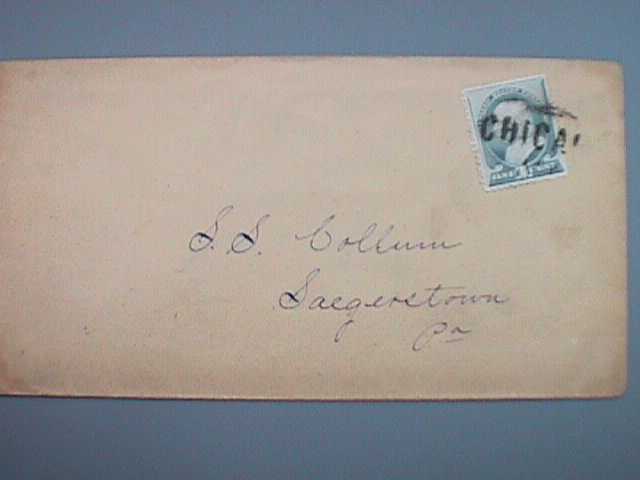 CHICA
S. S. Collum
Saegerstown
Pa